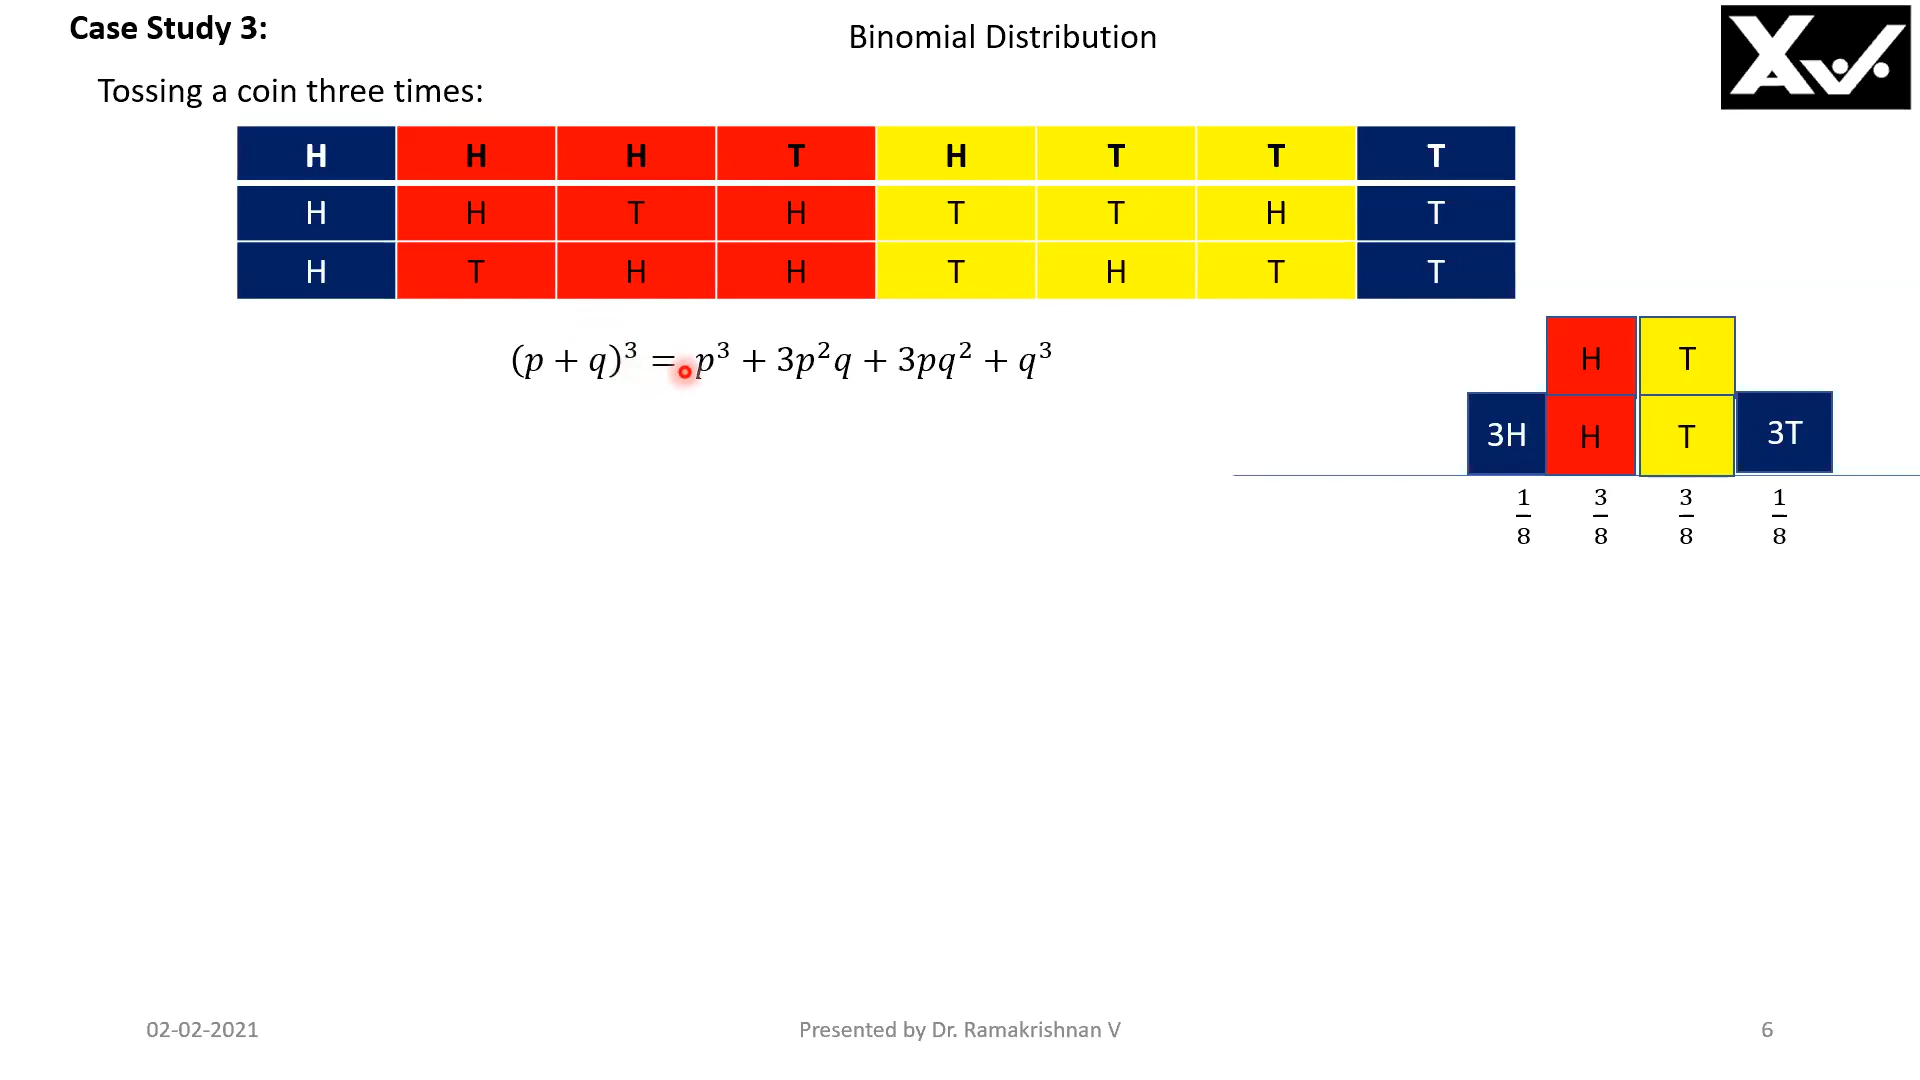 Case Study 3:
Binomial Distribution
XAV
Tossing a coin three times:
H H H T H T T T
H H T H T T H T
H T H H T H T T
(p + q)³ = p³ + 3p²q + 3pq² + q³
H T
3H H T 3T
1/8 3/8 3/8 1/8
02-02-2021 Presented by Dr. Ramakrishnan V 6